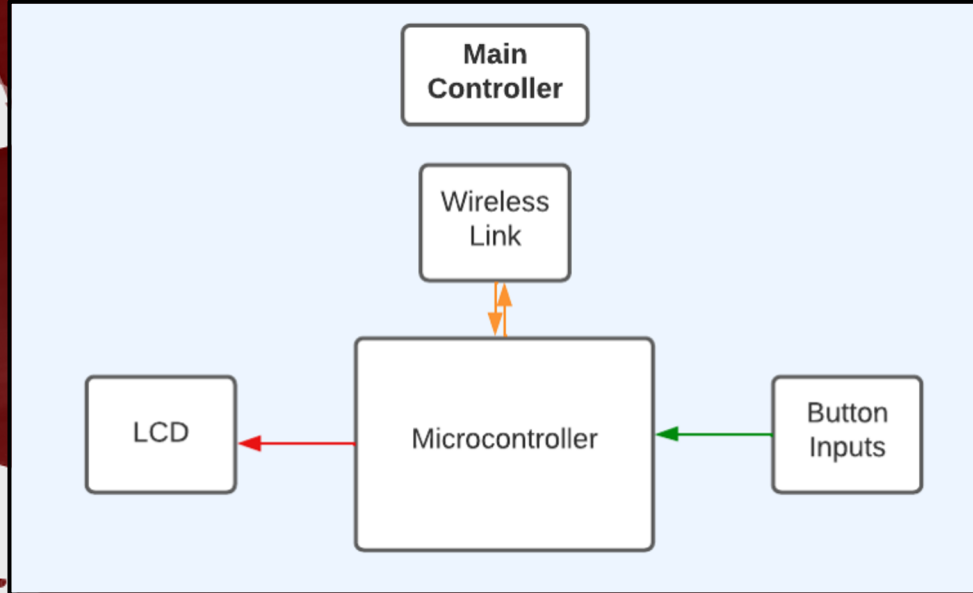 Main
Controller
Wireless
Link
LCD
Microcontroller
Button
Inputs